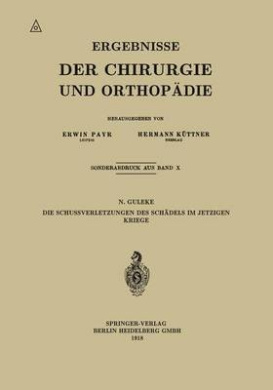 ERGEBNISSE
DER CHIRURGIE
UND ORTHOPÄDIE
HERAUSGEGEBEN VON
ERWIN PAYR HERMANN KÜTTNER
LEIPZIG BRESLAU
SONDERABDRUCK AUS BAND X.
N. GULEKE
DIE SCHUSSVERLETZUNGEN DES SCHÄDELS IM JETZIGEN
KRIEGE
SPRINGER-VERLAG
BERLIN HEIDELBERG GMBH
1918